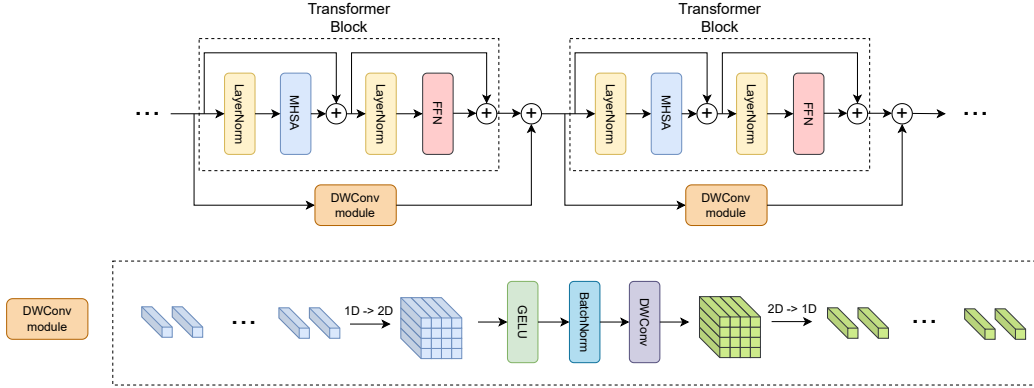 Transformer
Block
Transformer
Block
...
LayerNorm
MHSA
+
LayerNorm
FFN
+
+
LayerNorm
MHSA
+
LayerNorm
FFN
+
+
...
DWConv
module
DWConv
module
DWConv
module
...
1D -> 2D
GELU
BatchNorm
DWConv
2D -> 1D
...